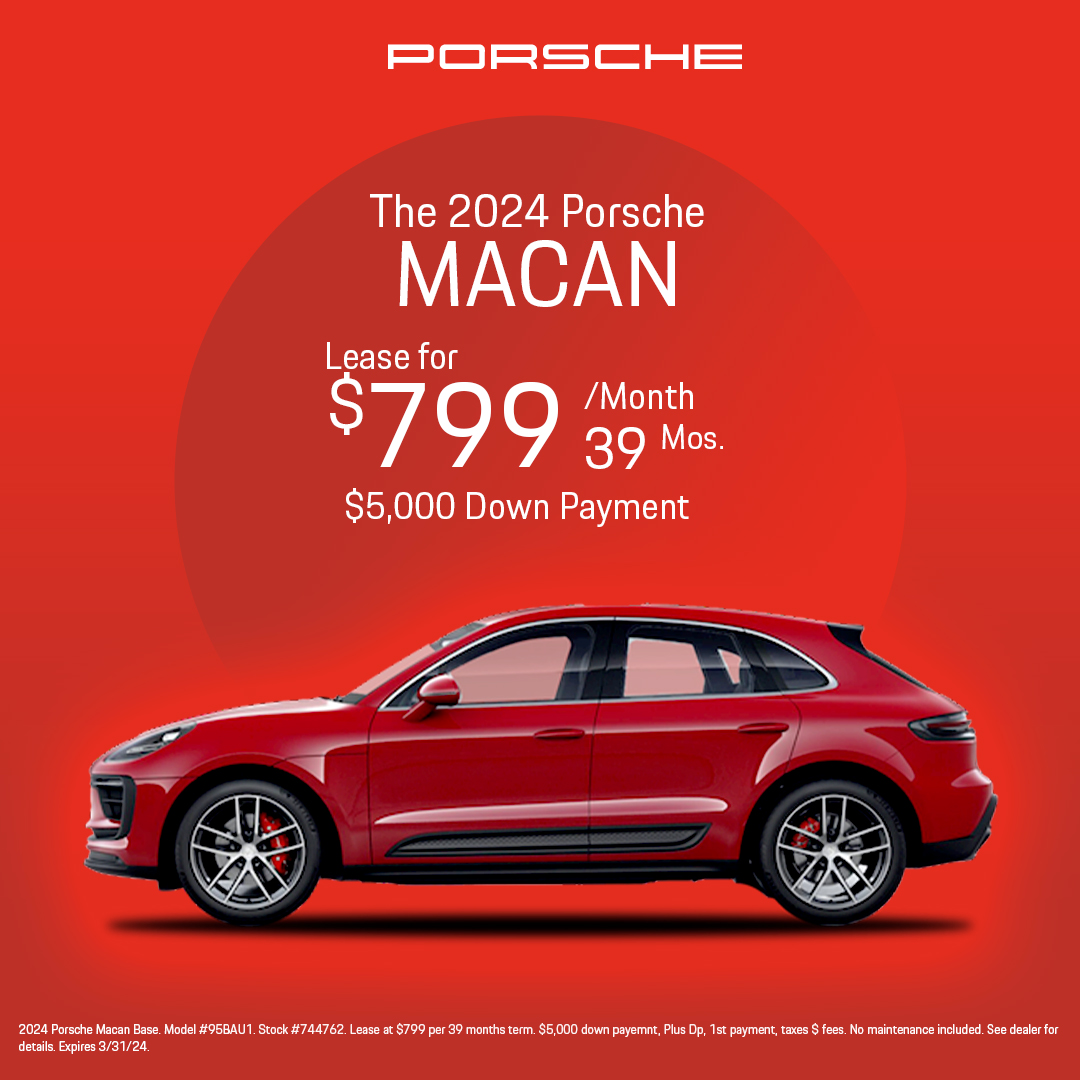 PORSCHE
The 2024 Porsche
MACAN
Lease for
$799 /Month
39 Mos.
$5,000 Down Payment
2024 Porsche Macan Base. Model #95BAU1. Stock #744762. Lease at $799 per 39 months term. $5,000 down payemnt, Plus Dp, 1st payment, taxes $ fees. No maintenance included. See dealer for
details. Expires 3/31/24.